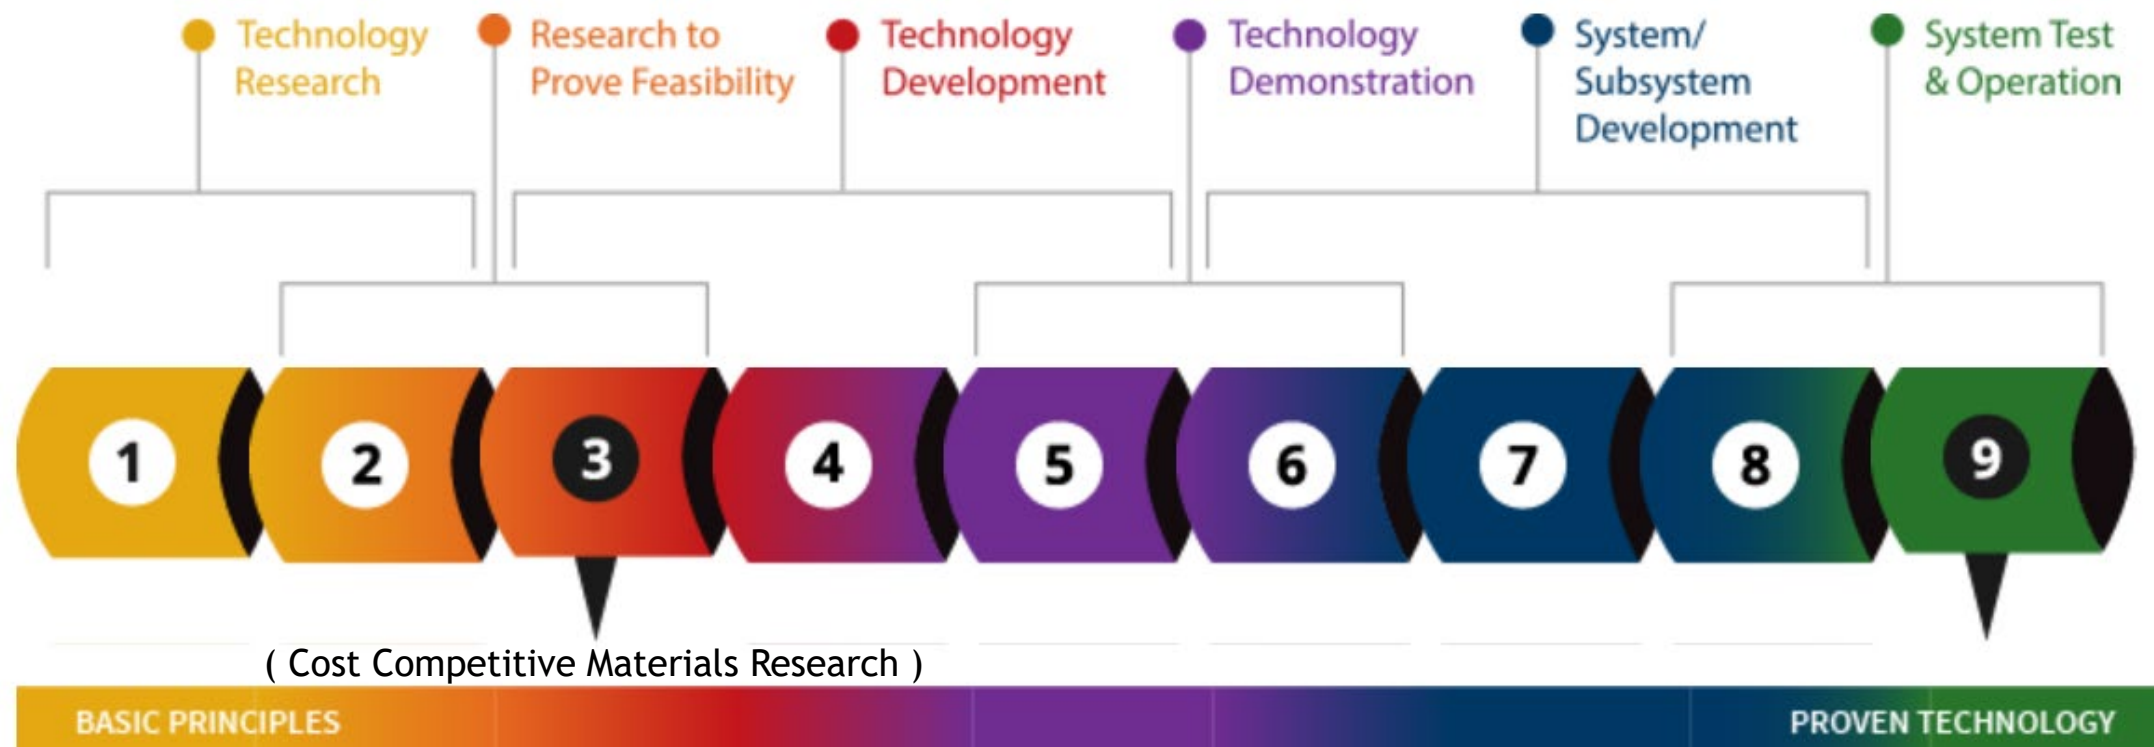 Technology
Research
Research to
Prove Feasibility
Technology
Development
Technology
Demonstration
System/
Subsystem
Development
System Test
& Operation
1
2
3
4
5
6
7
8
9
( Cost Competitive Materials Research )
BASIC PRINCIPLES
PROVEN TECHNOLOGY